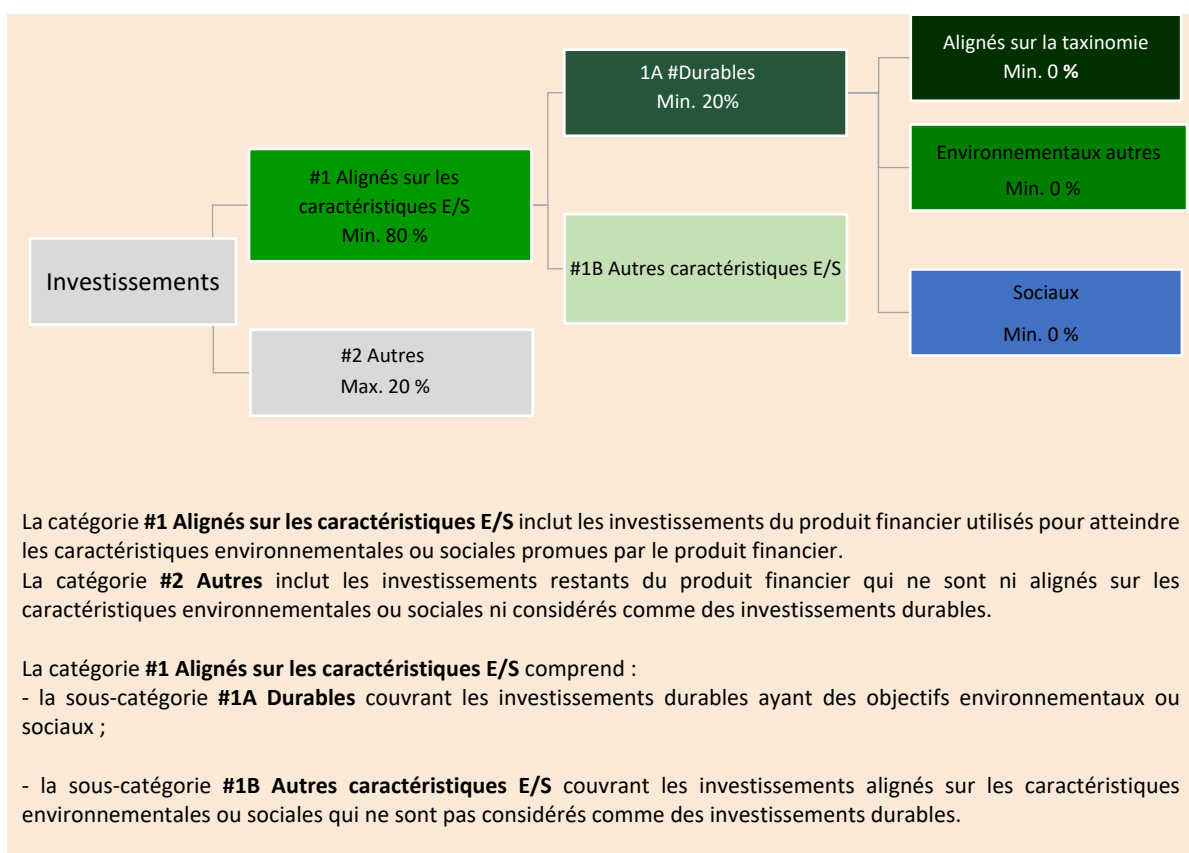 Alignés sur la taxinomie
Min. 0 %
1A #Durables
Min. 20%
Environnementaux autres
Min. 0 %
#1 Alignés sur les
caractéristiques E/S
Min. 80 %
#1B Autres caractéristiques E/S
Investissements
Sociaux
Min. 0 %
#2 Autres
Max. 20 %
La catégorie #1 Alignés sur les caractéristiques E/S inclut les investissements du produit financier utilisés pour atteindre
les caractéristiques environnementales ou sociales promues par le produit financier.
La catégorie #2 Autres inclut les investissements restants du produit financier qui ne sont ni alignés sur les
caractéristiques environnementales ou sociales ni considérés comme des investissements durables.
La catégorie #1 Alignés sur les caractéristiques E/S comprend :
- la sous-catégorie #1A Durables couvrant les investissements durables ayant des objectifs environnementaux ou
sociaux ;
- la sous-catégorie #1B Autres caractéristiques E/S couvrant les investissements alignés sur les caractéristiques
environnementales ou sociales qui ne sont pas considérés comme des investissements durables.